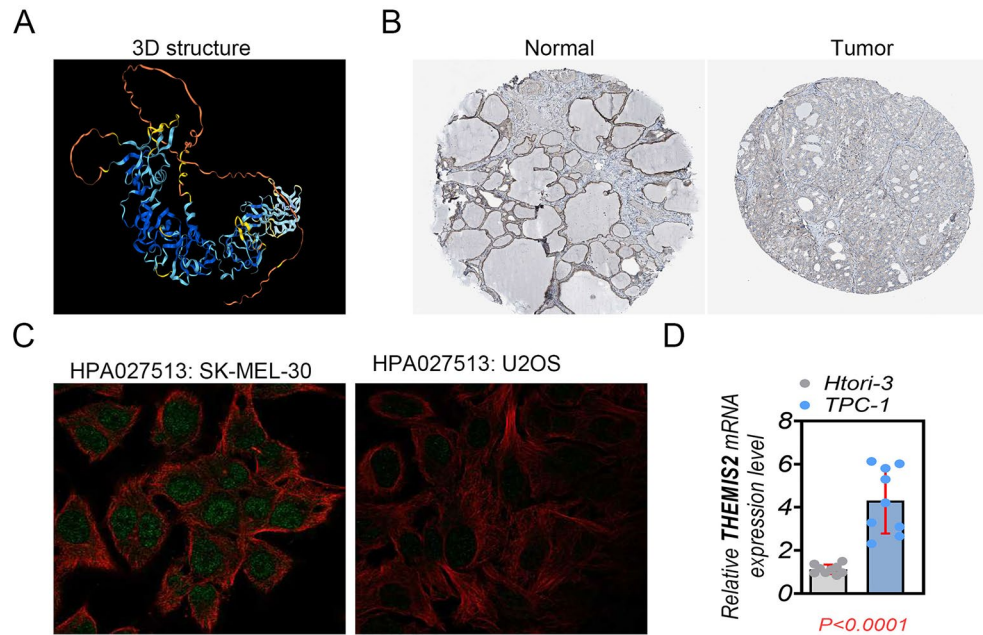 A
3D structure
B
Normal
Tumor
C
HPA027513: SK-MEL-30
HPA027513: U2OS
D
Htori-3
TPC-1
Relative THEMIS2 mRNA
expression level
8
6
4
2
0
P<0.0001